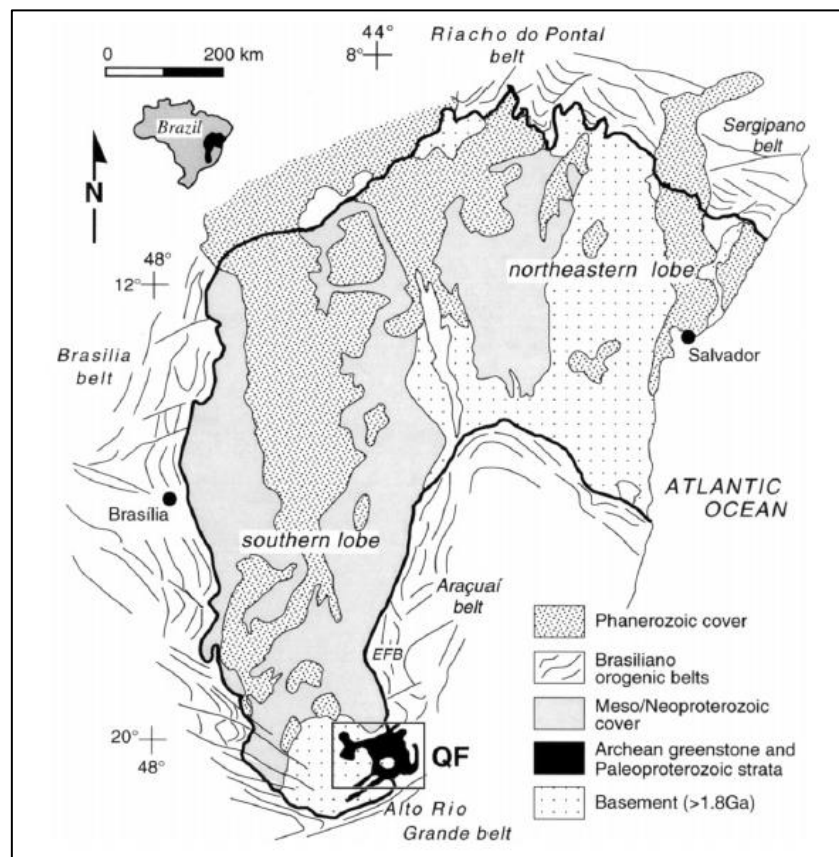 0 200 km
44
8°
Riacho do Pontal
belt
Brazil
Sergipano
belt
N
48°
12°
northeastern lobe
Brasilia
belt
Salvador
Brasília
ATLANTIC
OCEAN
southern lobe
Araçuaí
belt
EFB
Phanerozoic cover
Brasiliano
orogenic belts
Meso/Neoproterozoic
cover
Archean greenstone and
Paleoproterozoic strata
Basement (>1.8Ga)
20°
48°
QF
Alto Rio
Grande belt